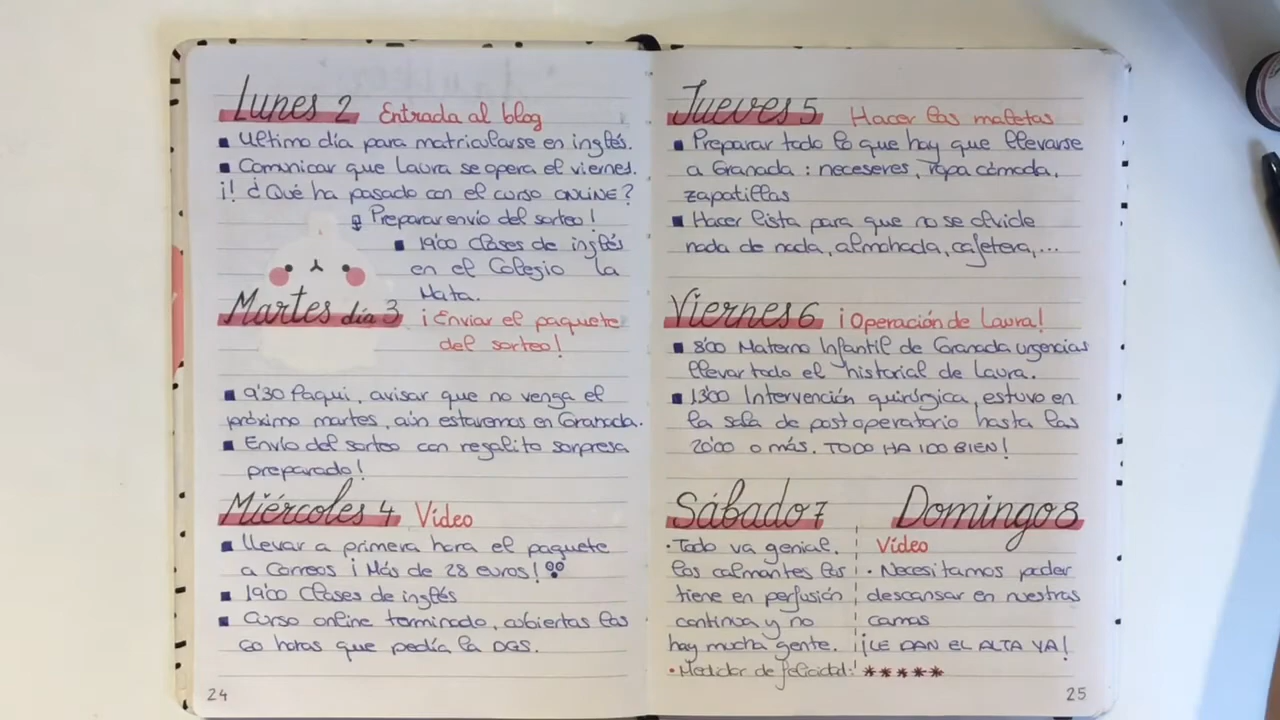 Lunes 2 Entrada al blog
Ultimo día para matricularse en inglés.
Comunicar que Laura se opera el viernes.
¡! ¿Qué ha pasado con el curso ONLINE?
Preparar envío del sorteo!
19'00 Clases de inglés
en el Colegio La
Mata.
Martes día 3 ¡Enviar el paquete
del sorteo!
9'30 Paqui, avisar que no venga el
próximo martes, aún estaremos en Granada.
Envío del sorteo con regalito sorpresa
preparado!
Miércoles 4 Vídeo
llevar a primera hora el paquete
a Correos ¡Más de 28 euros!
19'00 Clases de inglés
Curso online terminado, cubiertas las
60 horas que pedía la DGS.
24
Jueves 5 Hacer las maletas
Preparar todo lo que hay que llevarse
a Granada: neceseres, ropa cómoda,
zapatillas
Hacer lista para que no se olvide
nada de nada, almohada, cafetera,...
Viernes 6 ¡Operación de Laura!
8'00 Materno Infantil de Granada urgencias
llevar todo el historial de Laura.
13'00 Intervención quirúrgica, estuvo en
la sala de postoperatorio hasta las
20'00 o más. TODO HA IDO BIEN!
Sábado 7
·Todo va genial.
los calmantes los
tiene en perfusión
continua y no
hay mucha gente.
·Medidor de felicidad: *****
Domingo 8
Vídeo
·Necesitamos poder
descansar en nuestras
camas
¡¡LE DAN EL ALTA YA!
25